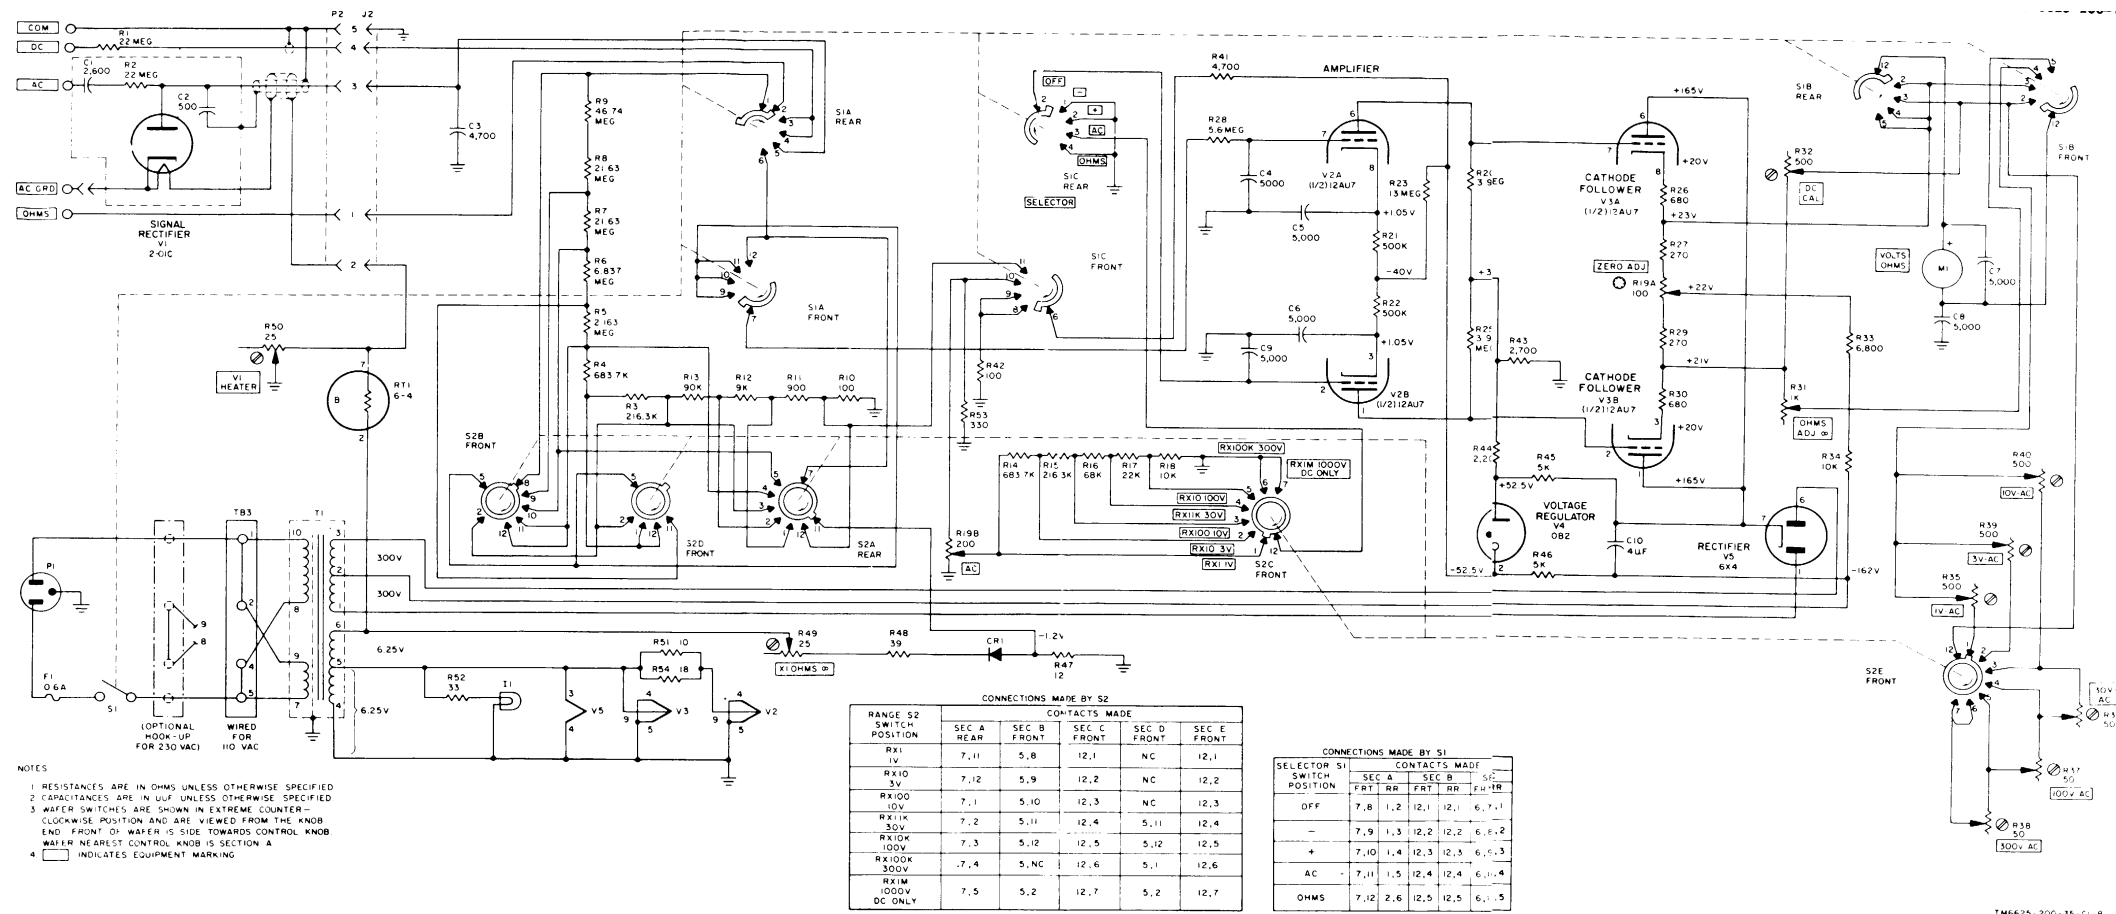 COM
DC
R1
22 MEG
C1
2,600
R2
22 MEG
AC
C2
500
AC GRD
OHMS
SIGNAL
RECTIFIER
V1
2-01C
P2 J2
5
4
3
1
2
C3
4,700
R9
46.74
MEG
R8
21.63
MEG
R7
21.63
MEG
R6
6.837
MEG
R5
2.163
MEG
R4
683.7K
R3
216.3K
R13
90K
R12
9K
R11
900
R10
100
S1A
REAR
S1A
FRONT
R50
25
V1
HEATER
RT1
6-4
B
7
2
S2B
FRONT
S2D
FRONT
S2A
REAR
OFF
-
+
AC
OHMS
S1C
REAR
SELECTOR
S1C
FRONT
R42
100
R53
330
R19B
200
AC
R41
4,700
AMPLIFIER
R28
5.6MEG
C4
5000
C5
5,000
C6
5,000
C9
5,000
V2A
(1/2)12AU7
R23
13MEG
+1.05V
R21
500K
-40V
R22
500K
+1.05V
V2B
(1/2)12AU7
R43
2,700
R14
683.7K
R15
216.3K
R16
68K
R17
22K
R18
10K
RX100K 300V
RX1M 1000V
DC ONLY
RX10 100V
RX11K 30V
RX100 10V
RX10 3V
RX1 1V
S2C
FRONT
R44
+52.5V
-52.5V
R45
5K
R46
5K
VOLTAGE
REGULATOR
V4
OB2
C10
4UF
RECTIFIER
V5
6X4
-162V
+165V
CATHODE
FOLLOWER
V3A
(1/2)12AU7
+20V
R26
680
+23V
R27
270
ZERO ADJ
R19A
100
+22V
R29
270
+21V
CATHODE
FOLLOWER
V3B
(1/2)12AU7
R30
680
+20V
+165V
R32
500
DC
CAL
R31
1K
OHMS
ADJ ∞
R33
6,800
R34
10K
S1B
REAR
S1B
FRONT
VOLTS
OHMS
M1
C7
5,000
C8
5,000
R40
500
10V-AC
R39
500
3V-AC
R35
500
1V-AC
S2E
FRONT
30V
AC
R37
50
100V AC
R38
50
300V AC
P1
F1
0.6A
S1
(OPTIONAL
HOOK-UP
FOR 230 VAC)
TB3
WIRED
FOR
110 VAC
T1
300V
300V
6.25V
6.25V
R52
33
I1
V5
V3
V2
R51 10
R54 18
R49
25
X1 OHMS ∞
R48
39
CR1
-1.2V
R47
12
NOTES
1 RESISTANCES ARE IN OHMS UNLESS OTHERWISE SPECIFIED
2 CAPACITANCES ARE IN UUF UNLESS OTHERWISE SPECIFIED
3 WAFER SWITCHES ARE SHOWN IN EXTREME COUNTER-
CLOCKWISE POSITION AND ARE VIEWED FROM THE KNOB
END FRONT OF WAFER IS SIDE TOWARDS CONTROL KNOB.
WAFER NEAREST CONTROL KNOB IS SECTION A
4 INDICATES EQUIPMENT MARKING
CONNECTIONS MADE BY S2
RANGE S2 SWITCH POSITION CONTACTS MADE
SEC A REAR SEC B FRONT SEC C FRONT SEC D FRONT SEC E FRONT
RX1 1V 7,11 5,8 12,1 NC 12,1
RX10 3V 7,12 5,9 12,2 NC 12,2
RX100 10V 7,1 5,10 12,3 NC 12,3
RX11K 30V 7,2 5,11 12,4 5,11 12,4
RX10K 100V 7,3 5,12 12,5 5,12 12,5
RX100K 300V 7,4 5,NC 12,6 5,1 12,6
RX1M 1000V DC ONLY 7,5 5,2 12,7 5,2 12,7
CONNECTIONS MADE BY S1
SELECTOR S1 SWITCH POSITION CONTACTS MADE
SEC A SEC B
FRT RR FRT RR
OFF 7,8 1,2 12,1 12,1
- 7,9 1,3 12,2 12,2
+ 7,10 1,4 12,3 12,3
AC 7,11 1,5 12,4 12,4
OHMS 7,12 2,6 12,5 12,5